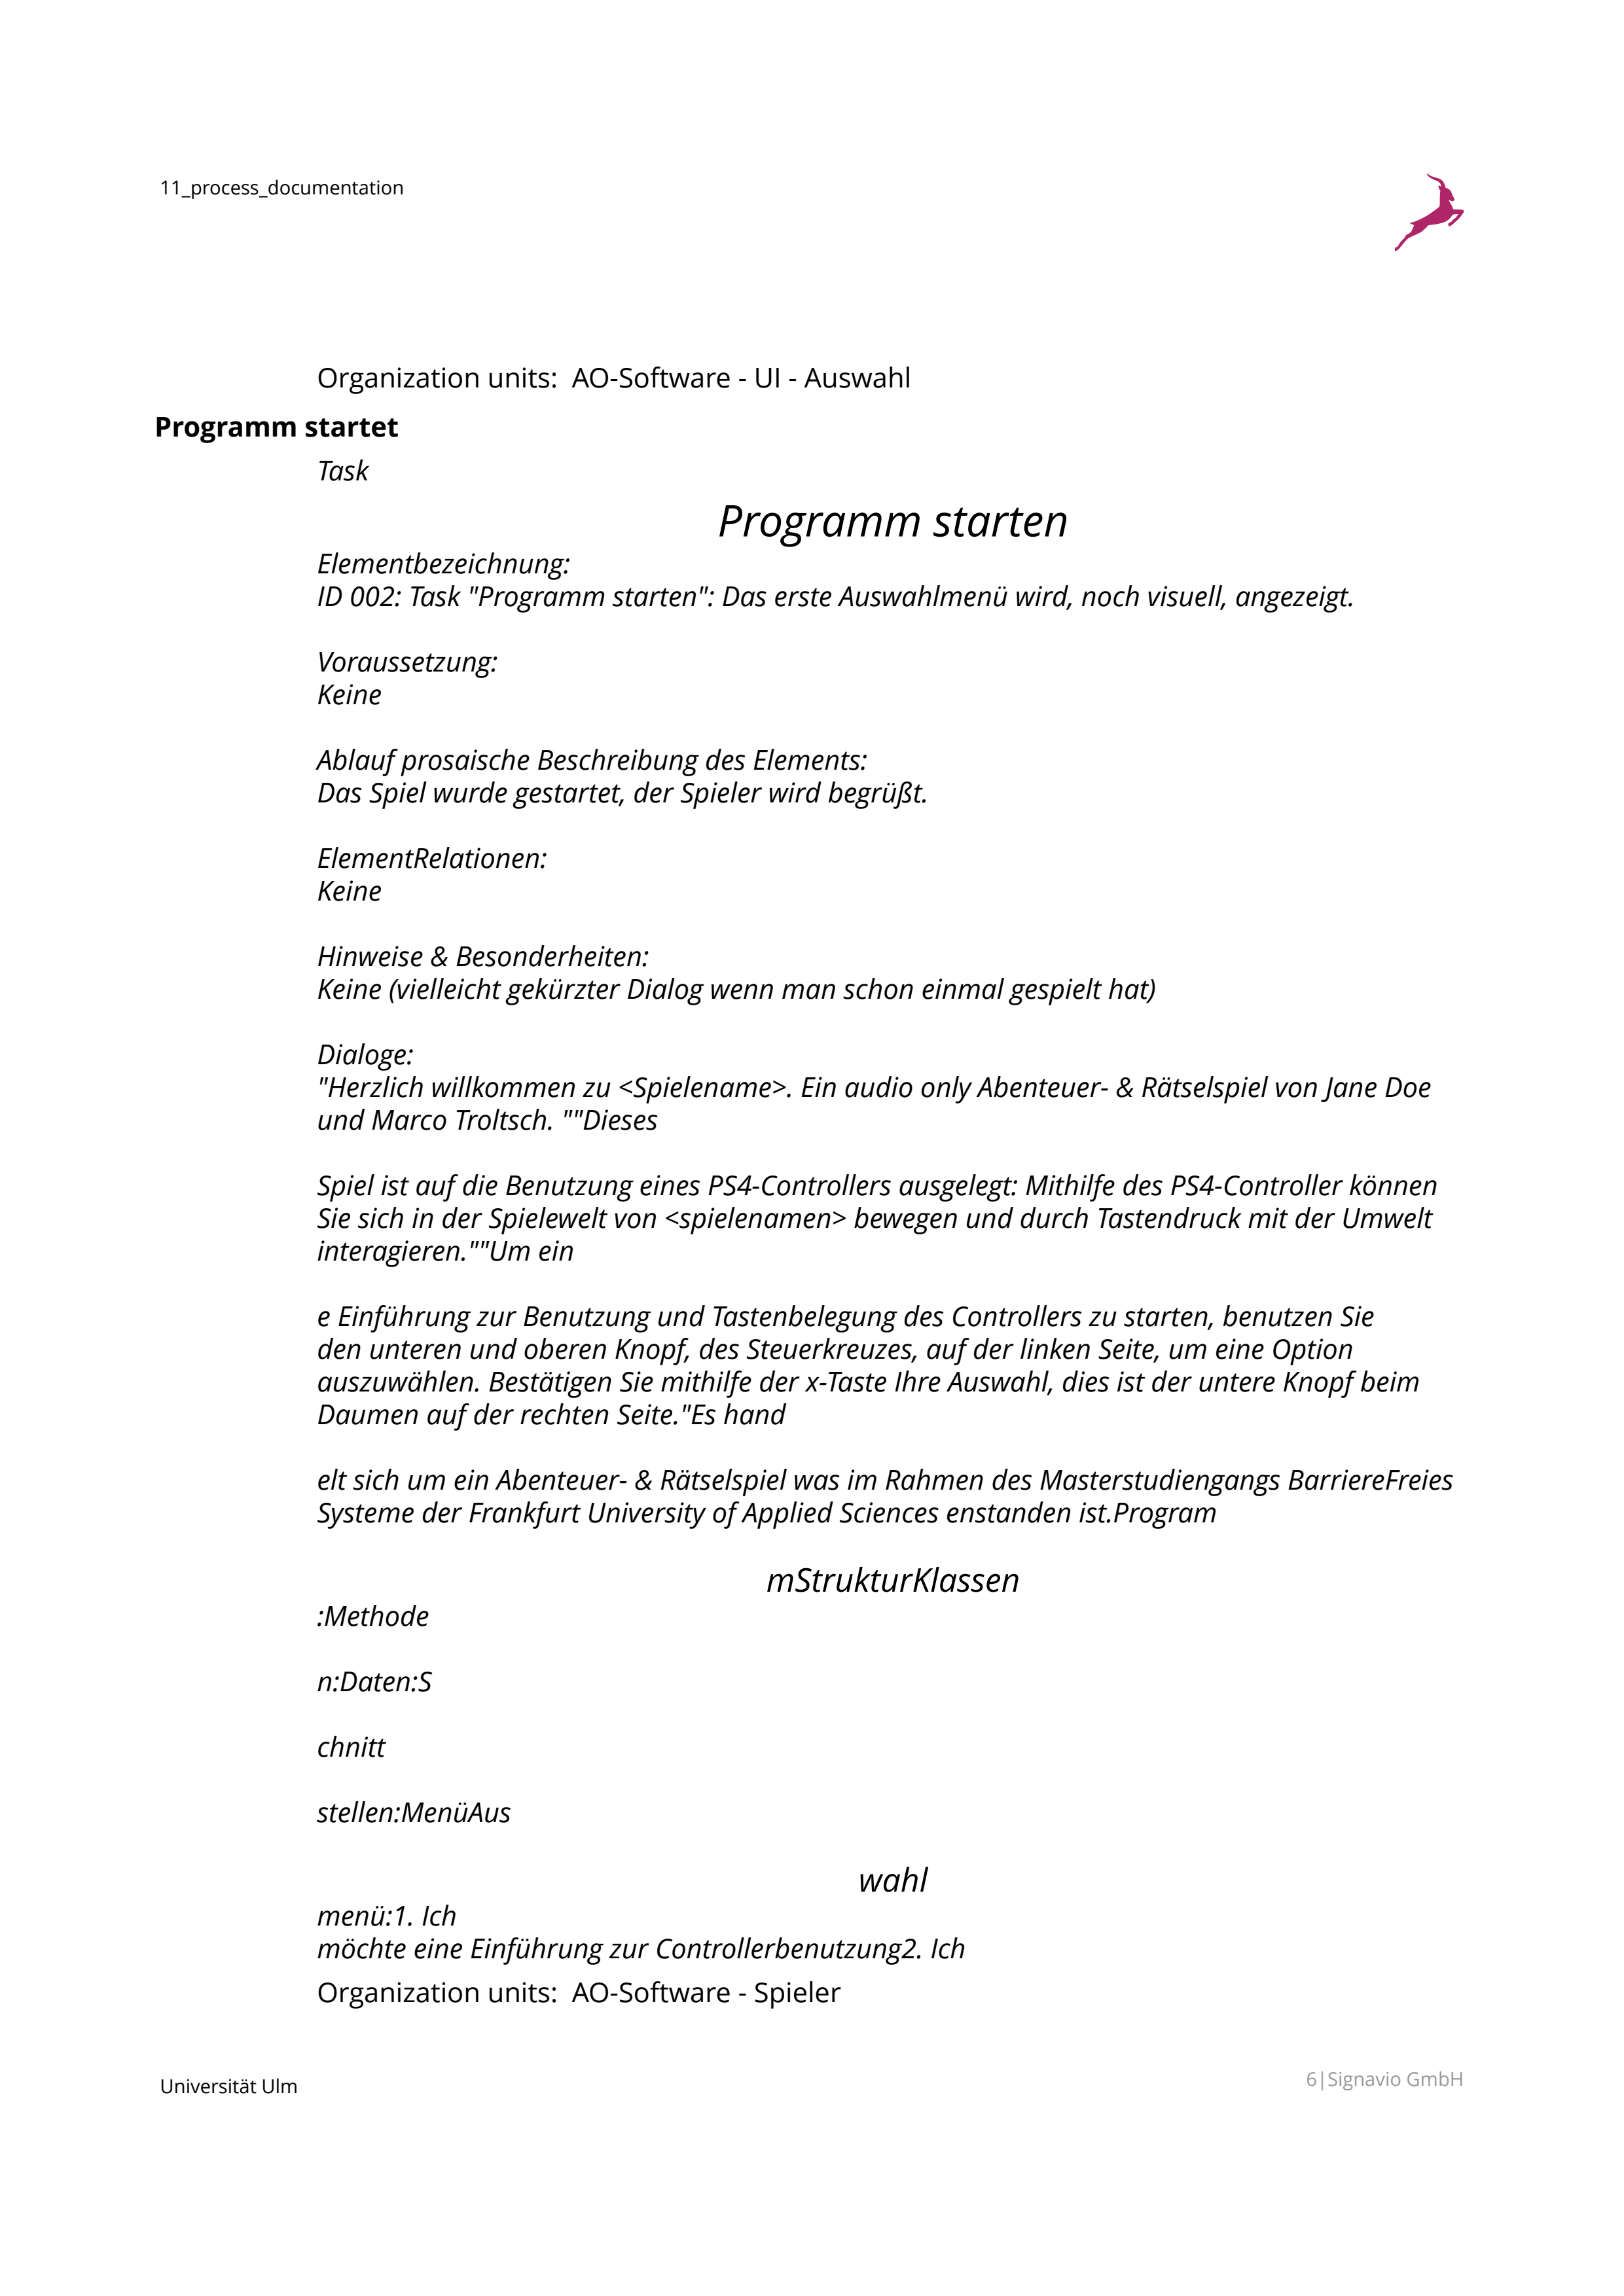 11_process_documentation
Organization units:  AO-Software - UI - Auswahl
Programm startet
Task
Programm starten
Elementbezeichnung:
ID 002: Task "Programm starten": Das erste Auswahlmenü wird, noch visuell, angezeigt.
Voraussetzung:
Keine
Ablauf prosaische Beschreibung des Elements:
Das Spiel wurde gestartet, der Spieler wird begrüßt.
ElementRelationen:
Keine
Hinweise & Besonderheiten:
Keine (vielleicht gekürzter Dialog wenn man schon einmal gespielt hat)
Dialoge:
"Herzlich willkommen zu <Spielename>. Ein audio only Abenteuer- & Rätselspiel von Jane Doe
und Marco Troltsch. ""Dieses
Spiel ist auf die Benutzung eines PS4-Controllers ausgelegt: Mithilfe des PS4-Controller können
Sie sich in der Spielewelt von <spielenamen> bewegen und durch Tastendruck mit der Umwelt
interagieren.""Um ein
e Einführung zur Benutzung und Tastenbelegung des Controllers zu starten, benutzen Sie
den unteren und oberen Knopf, des Steuerkreuzes, auf der linken Seite, um eine Option
auszuwählen. Bestätigen Sie mithilfe der x-Taste Ihre Auswahl, dies ist der untere Knopf beim
Daumen auf der rechten Seite."Es hand
elt sich um ein Abenteuer- & Rätselspiel was im Rahmen des Masterstudiengangs BarriereFreies
Systeme der Frankfurt University of Applied Sciences enstanden ist.Program
mStrukturKlassen
:Methode
n:Daten:S
chnitt
stellen:MenüAus
wahl
menü:1. Ich
möchte eine Einführung zur Controllerbenutzung2. Ich
Organization units:  AO-Software - Spieler
Universität Ulm
6|Signavio GmbH